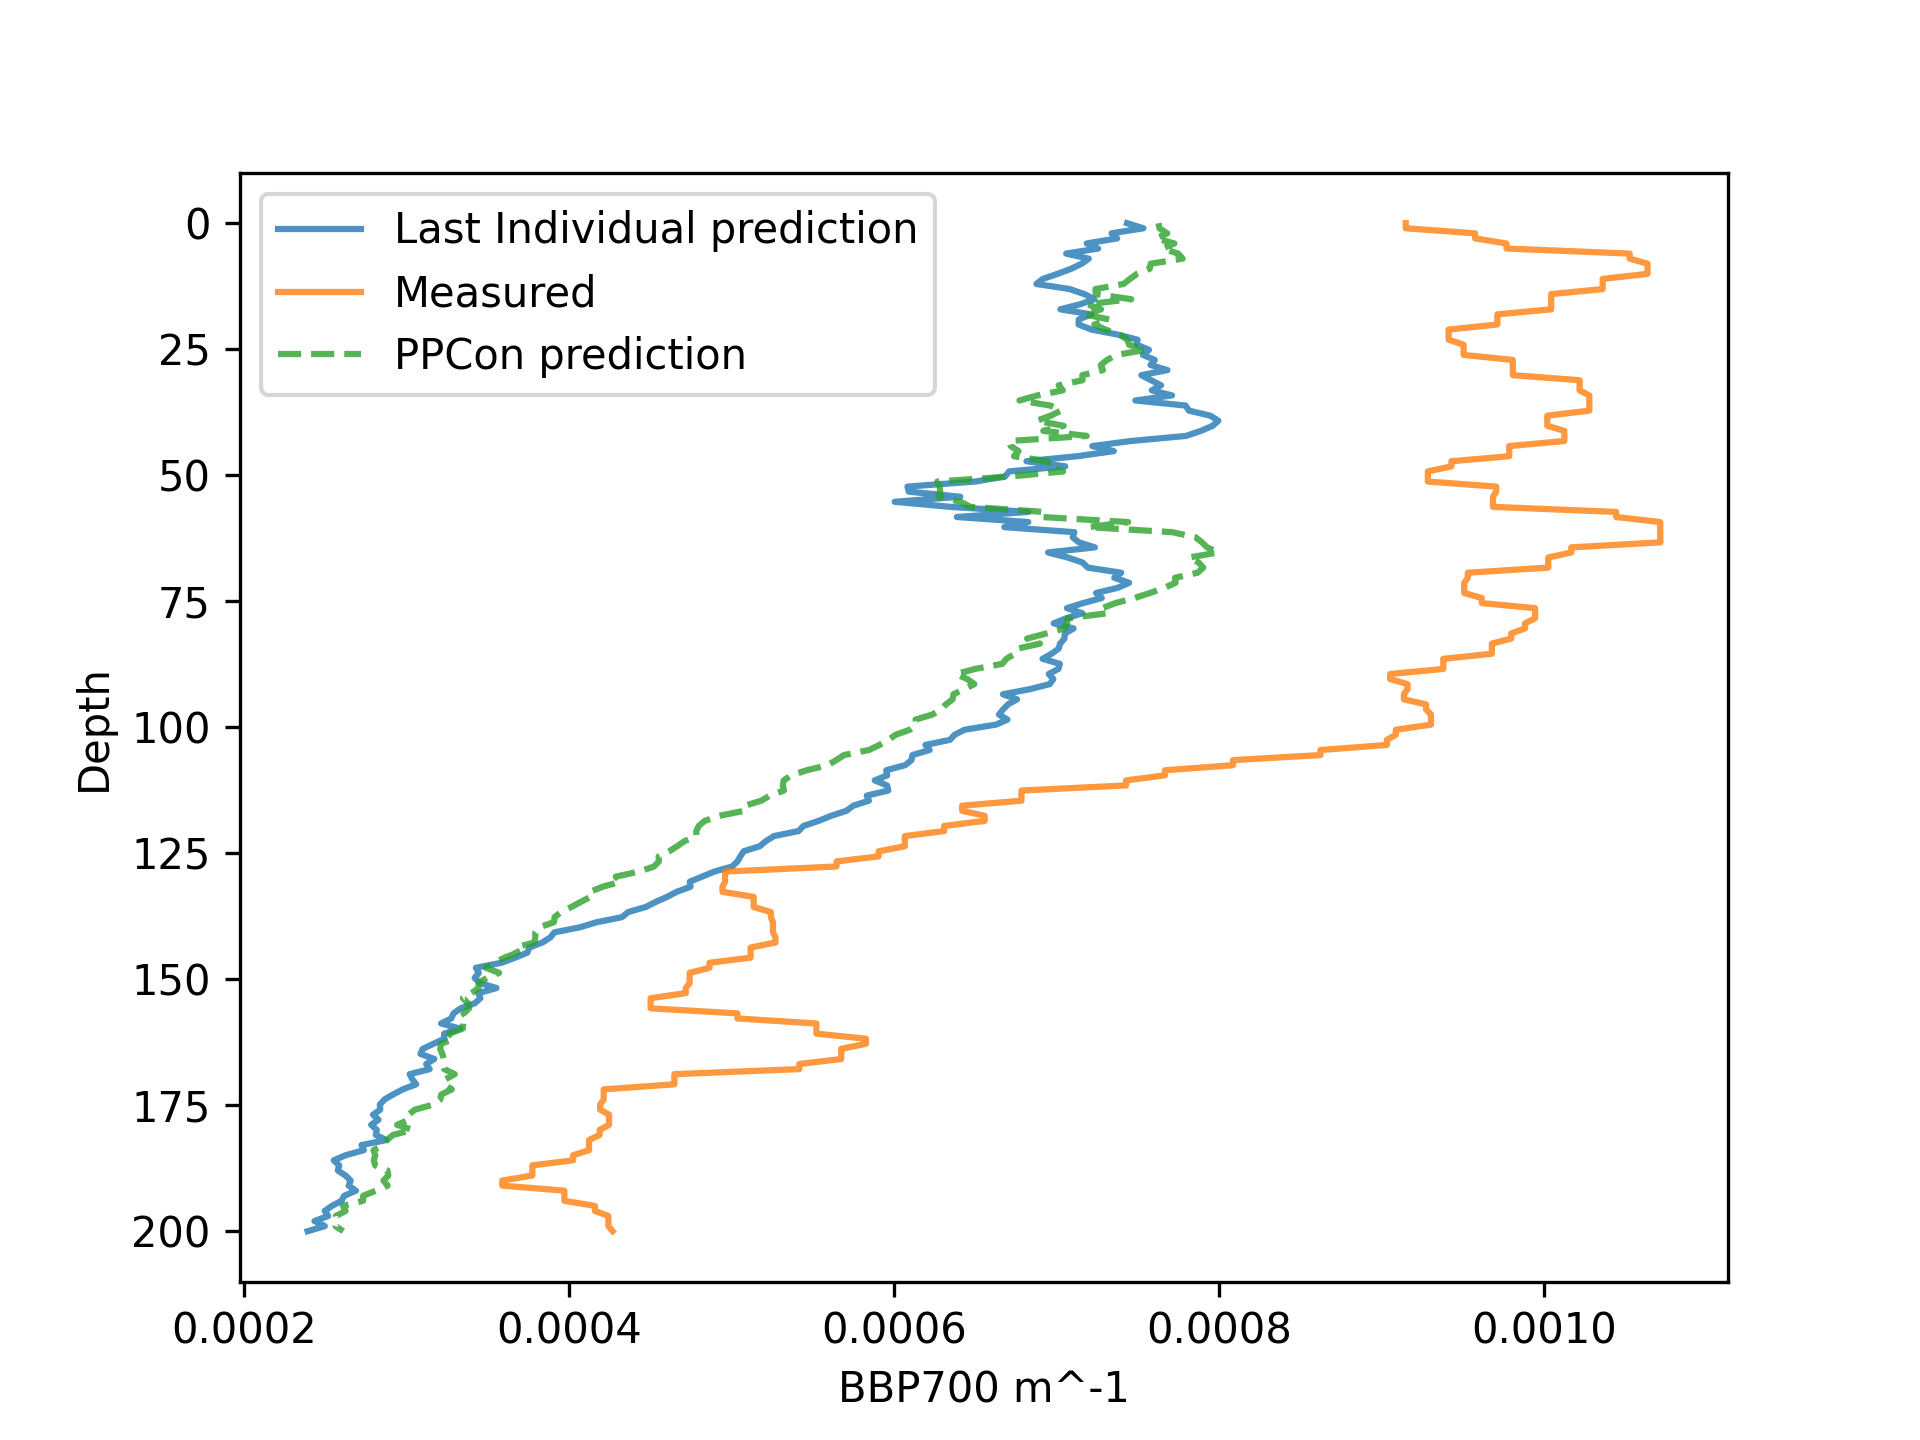 Last Individual prediction
Measured
PPCon prediction
0
25
50
75
100
125
150
175
200
Depth
0.0002 0.0004 0.0006 0.0008 0.0010
BBP700 m^-1